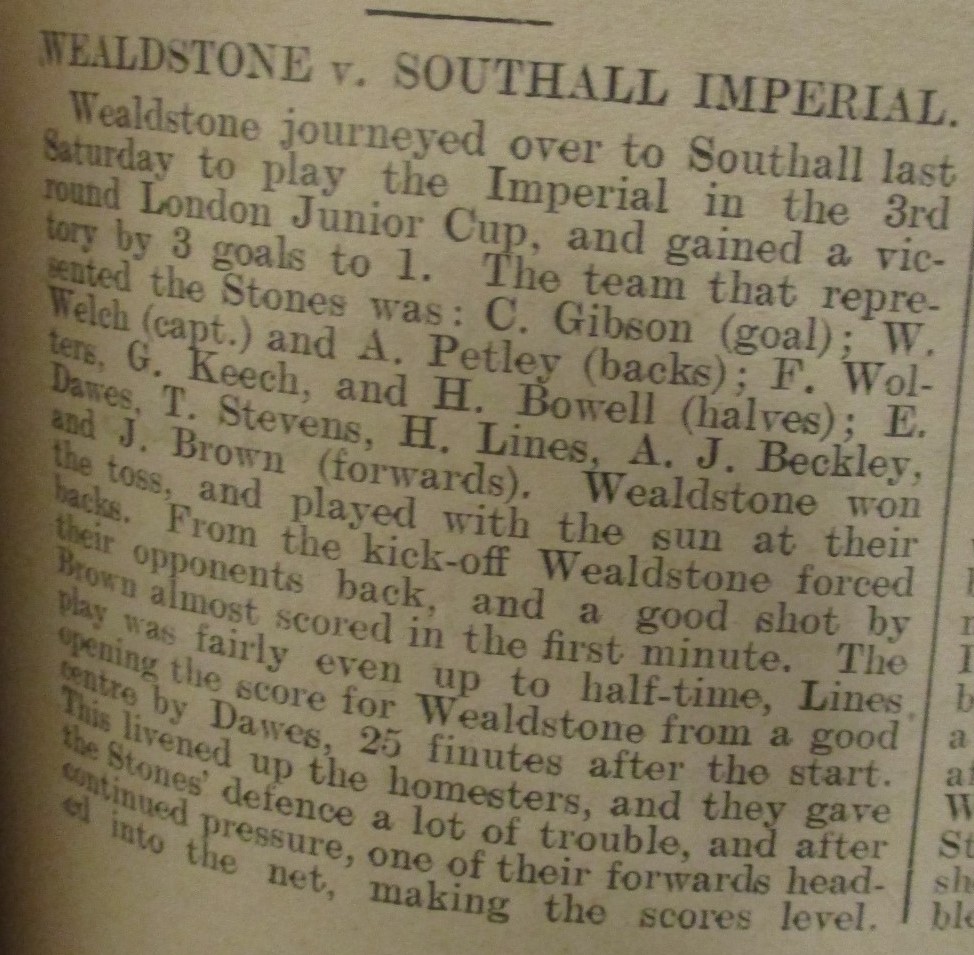 WEALDSTONE v. SOUTHALL IMPERIAL.
Wealdstone journeyed over to Southall last
Saturday to play the Imperial in the 3rd
round London Junior Cup, and gained a vic-
tory by 3 goals to 1. The team that repre-
sented the Stones was: C. Gibson (goal); W.
Welch (capt.) and A. Petley (backs); F. Wol-
ters, G. Keech, and H. Bowell (halves); E.
Dawes, T. Stevens, H. Lines, A. J. Beckley,
and J. Brown (forwards). Wealdstone won
the toss, and played with the sun at their
backs. From the kick-off Wealdstone forced
their opponents back, and a good shot by
Brown almost scored in the first minute. The
play was fairly even up to half-time, Lines
opening the score for Wealdstone from a good
centre by Dawes, 25 finutes after the start.
This livened up the homesters, and they gave
the Stones' defence a lot of trouble, and after
continued pressure, one of their forwards head-
ed into the net, making the scores level.